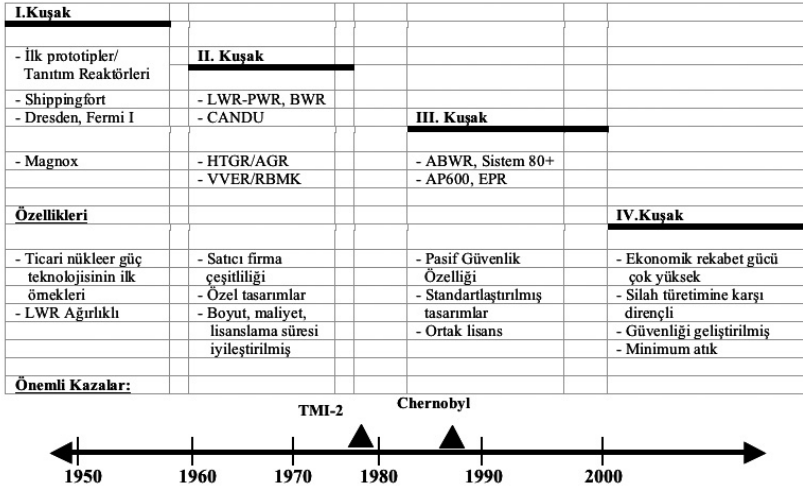 I.Kuşak
- İlk prototipler/
Tanıtım Reaktörleri
- Shippingfort
- Dresden, Fermi I
- Magnox
II. Kuşak
- LWR-PWR, BWR
- CANDU
- HTGR/AGR
- VVER/RBMK
III. Kuşak
- ABWR, Sistem 80+
- AP600, EPR
IV.Kuşak
Özellikleri
- Ticari nükleer güç
teknolojisinin ilk
örnekleri
- LWR Ağırlıklı
- Satıcı firma
çeşitliliği
- Özel tasarımlar
- Boyut, maliyet,
lisanslama süresi
iyileştirilmiş
- Pasif Güvenlik
Özelliği
- Standartlaştırılmış
tasarımlar
- Ortak lisans
- Ekonomik rekabet gücü
çok yüksek
- Silah türetimine karşı
dirençli
- Güvenliği geliştirilmiş
- Minimum atık
Önemli Kazalar:
TMI-2
Chernobyl
1950 1960 1970 1980 1990 2000